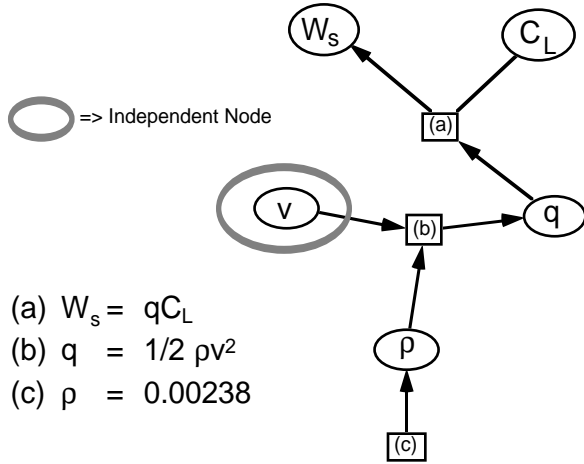 Ws
CL
=> Independent Node
(a)
v
(b)
q
ρ
(a) Ws = qCL
(b) q = 1/2 ρv²
(c) ρ = 0.00238
(c)